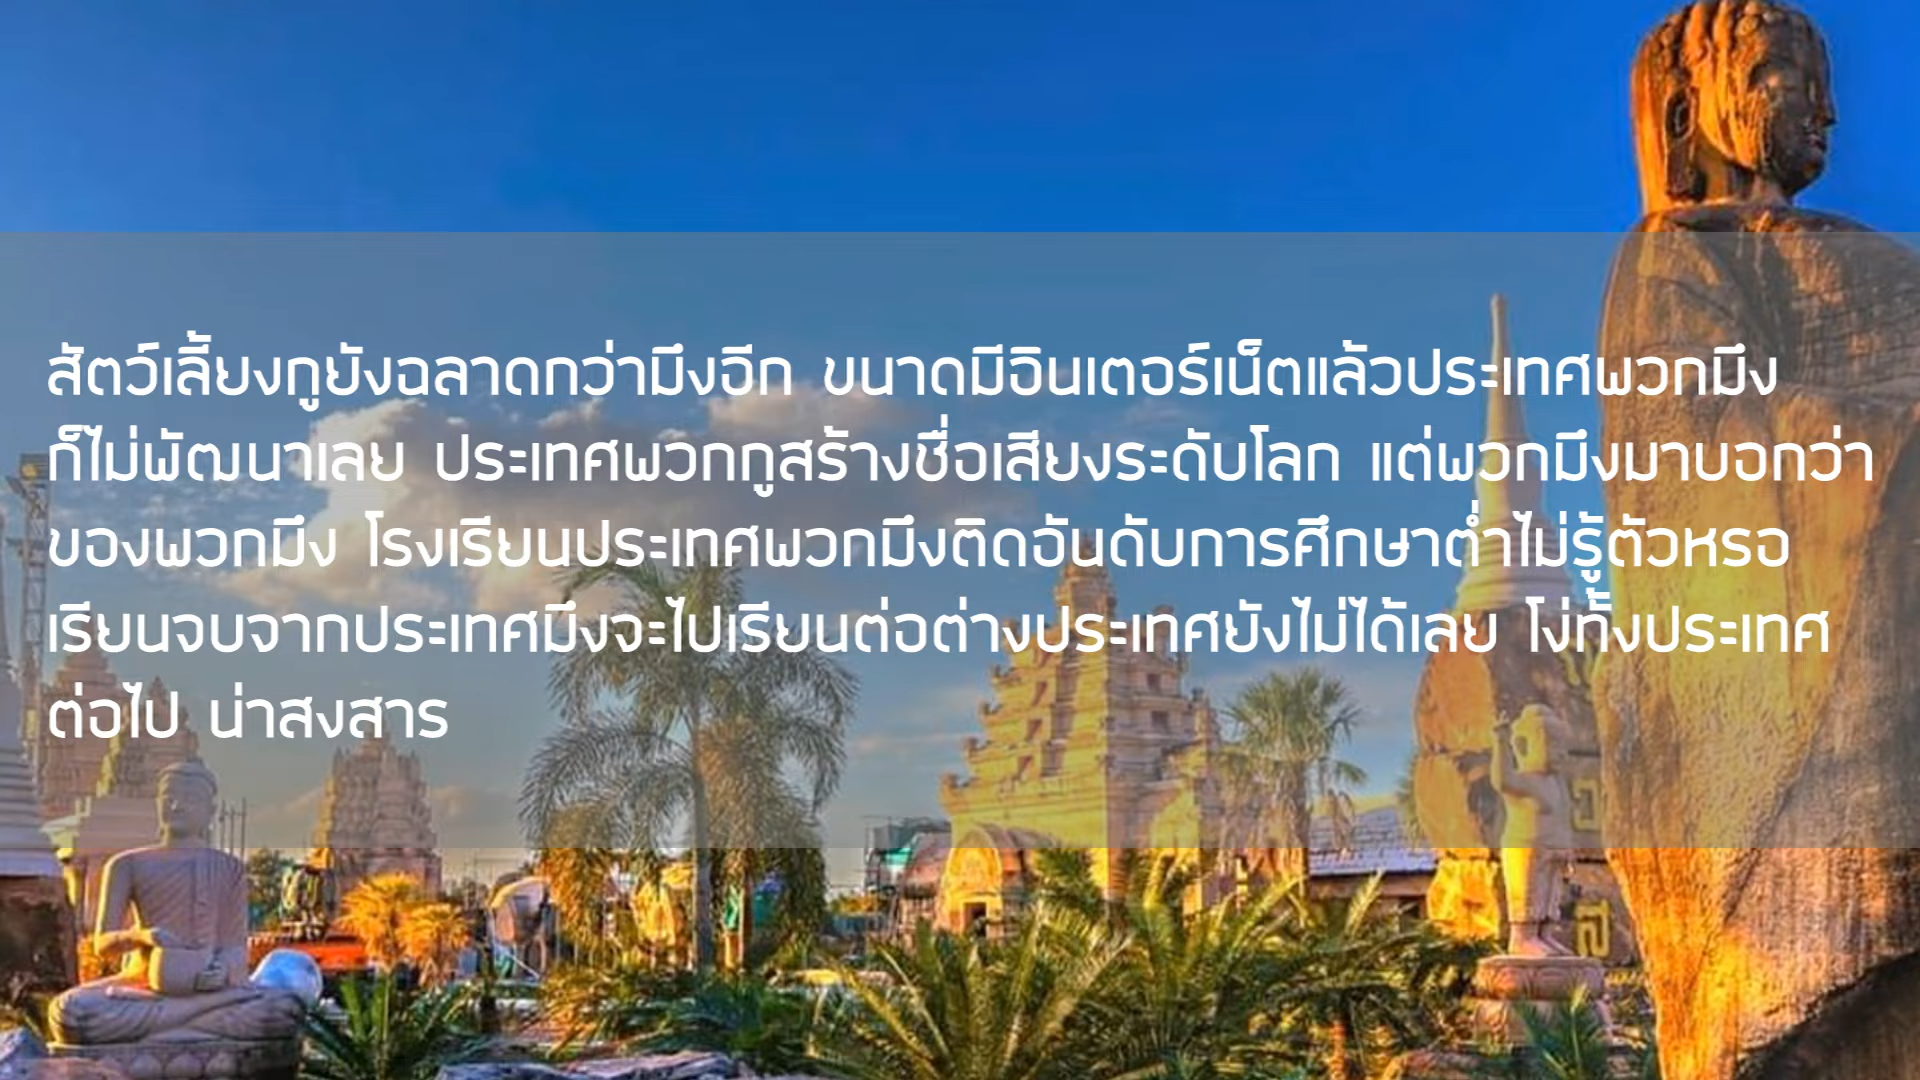 สัตว์เลี้ยงกูยังฉลาดกว่ามึงอีก ขนาดมีอินเตอร์เน็ตแล้วประเทศพวกมึง
ก็ไม่พัฒนาเลย ประเทศพวกกูสร้างชื่อเสียงระดับโลก แต่พวกมึงมาบอกว่า
ของพวกมึง โรงเรียนประเทศพวกมึงติดอันดับการศึกษาต่ำไม่รู้ตัวหรอ
เรียนจบจากประเทศมึงจะไปเรียนต่อต่างประเทศยังไม่ได้เลย โง่ทั้งประเทศ
ต่อไป น่าสงสาร